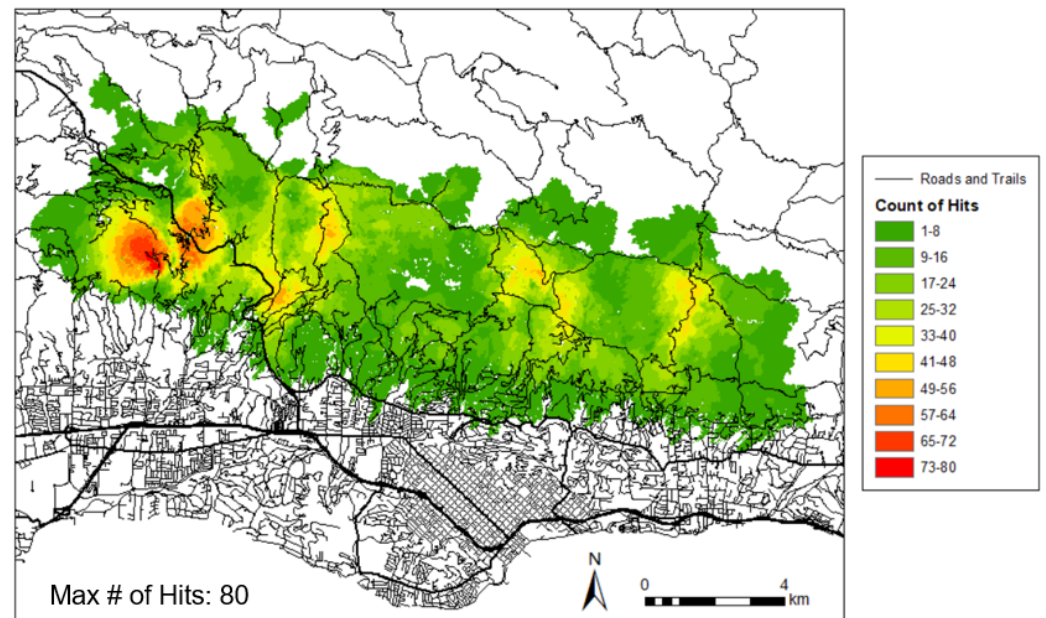 Roads and Trails
Count of Hits
1-8
9-16
17-24
25-32
33-40
41-48
49-56
57-64
65-72
73-80
Max # of Hits: 80
N
0 4
km